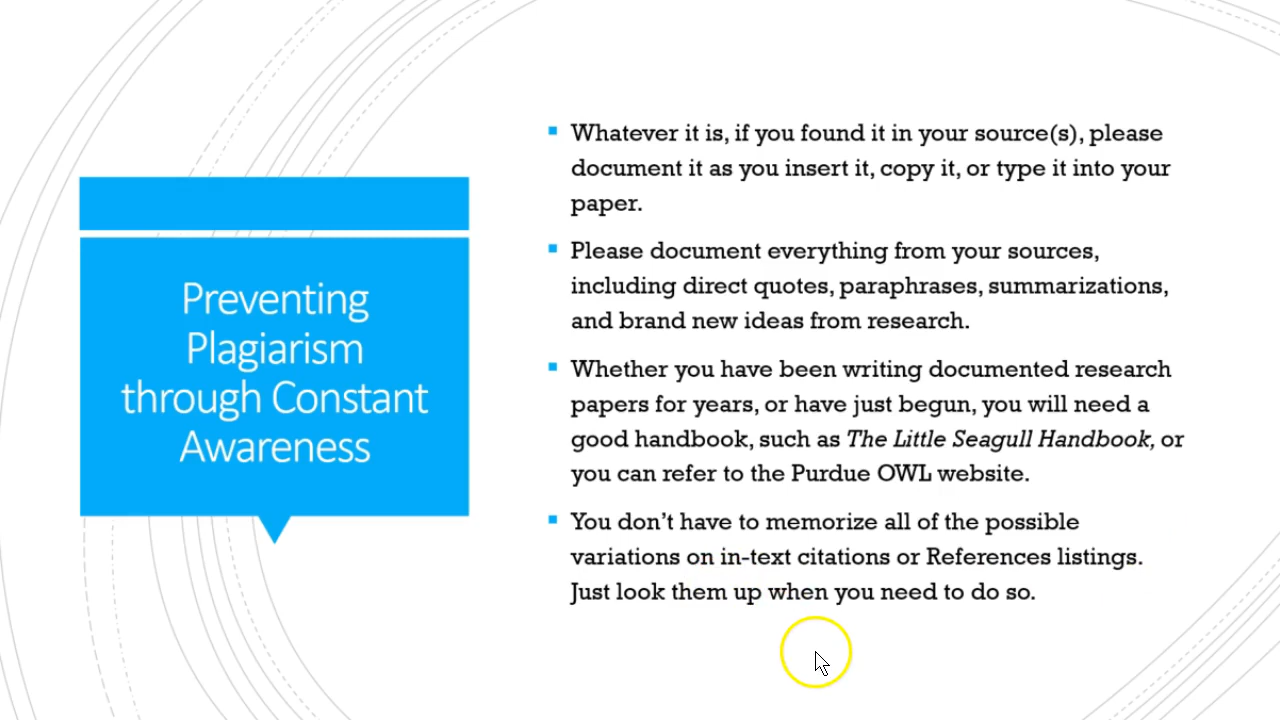 Preventing
Plagiarism
through Constant
Awareness
Whatever it is, if you found it in your source(s), please
document it as you insert it, copy it, or type it into your
paper.
Please document everything from your sources,
including direct quotes, paraphrases, summarizations,
and brand new ideas from research.
Whether you have been writing documented research
papers for years, or have just begun, you will need a
good handbook, such as The Little Seagull Handbook, or
you can refer to the Purdue OWL website.
You don’t have to memorize all of the possible
variations on in-text citations or References listings.
Just look them up when you need to do so.